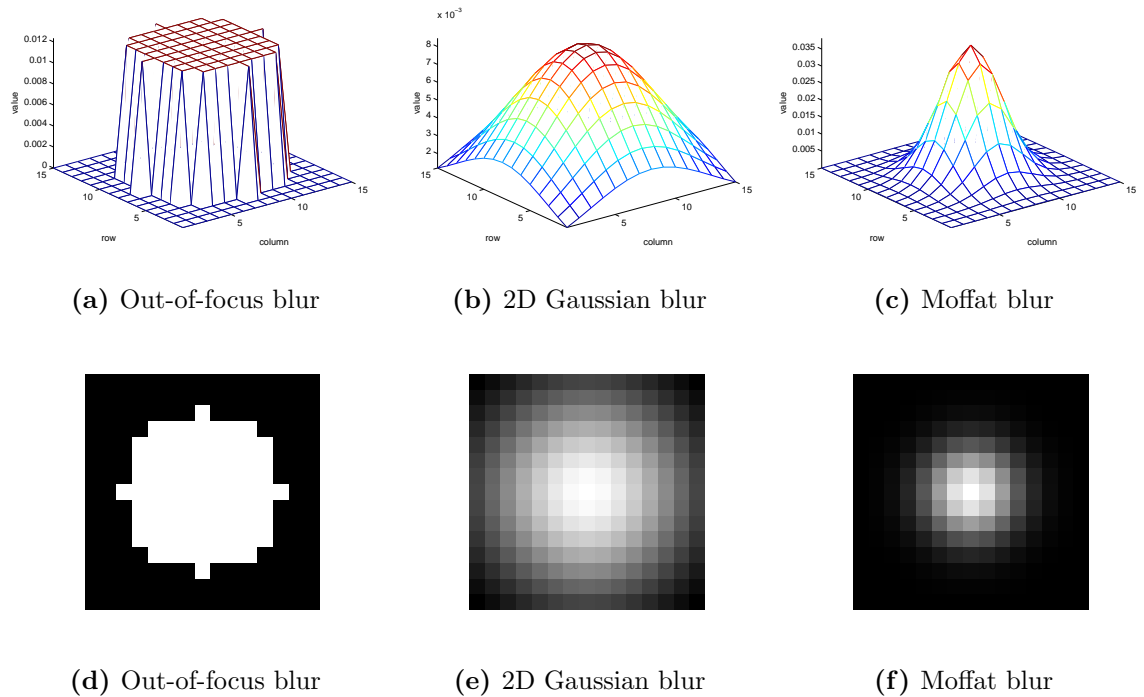 0.012
0.01
0.008
0.006
0.004
0.002
0
value
15
10
5
row
5
10
15
column
x 10⁻³
8
7
6
5
4
3
2
value
15
10
5
row
5
10
15
column
0.035
0.03
0.025
0.02
0.015
0.01
0.005
value
15
10
5
row
5
10
15
column
(a) Out-of-focus blur
(b) 2D Gaussian blur
(c) Moffat blur
(d) Out-of-focus blur
(e) 2D Gaussian blur
(f) Moffat blur